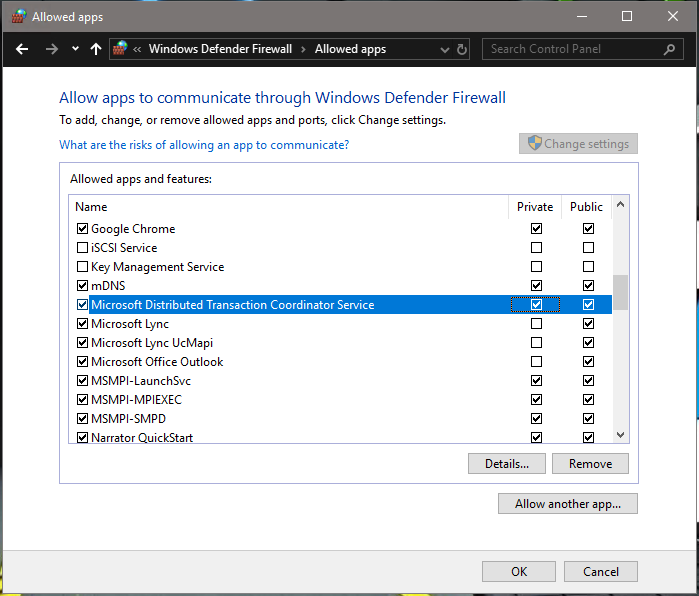 Allowed apps
« Windows Defender Firewall › Allowed apps
Search Control Panel
Allow apps to communicate through Windows Defender Firewall
To add, change, or remove allowed apps and ports, click Change settings.
What are the risks of allowing an app to communicate?
Change settings
Allowed apps and features:
Name Private Public
Google Chrome
iSCSI Service
Key Management Service
mDNS
Microsoft Distributed Transaction Coordinator Service
Microsoft Lync
Microsoft Lync UcMapi
Microsoft Office Outlook
MSMPI-LaunchSvc
MSMPI-MPIEXEC
MSMPI-SMPD
Narrator QuickStart
Details... Remove
Allow another app...
OK Cancel